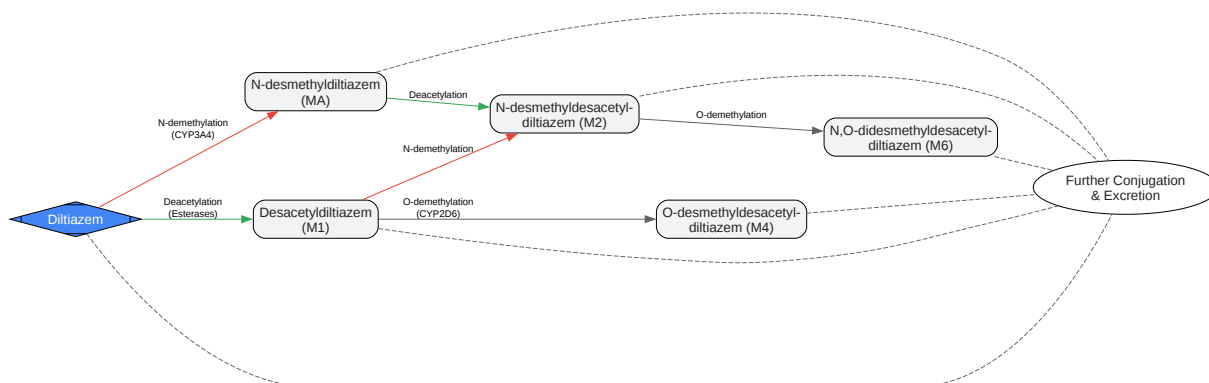 N-desmethyldiltiazem
(MA)
Deacetylation
N-desmethyldesacetyl-
diltiazem (M2)
O-demethylation
N,O-didesmethyldesacetyl-
diltiazem (M6)
N-demethylation
(CYP3A4)
N-demethylation
Further Conjugation
& Excretion
Diltiazem
Deacetylation
(Esterases)
Desacetyldiltiazem
(M1)
O-demethylation
(CYP2D6)
O-desmethyldesacetyl-
diltiazem (M4)